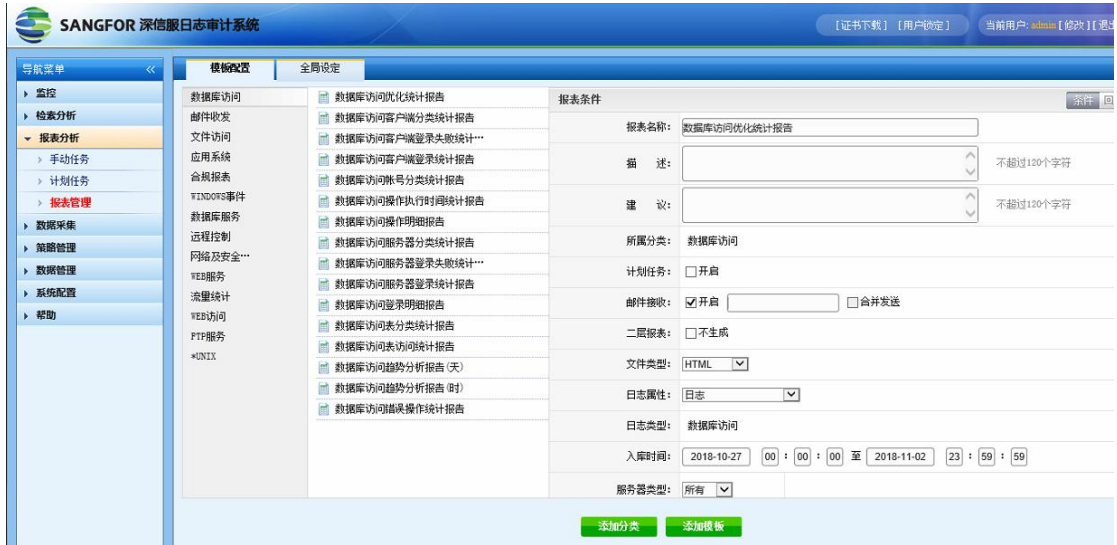 SANGFOR 深信服日志审计系统
[证书下载] [用户锁定] 当前用户: admin [修改][退出
导航菜单 <<
监控
检索分析
报表分析
手动任务
计划任务
报表管理
数据采集
策略管理
数据管理
系统配置
帮助
模板配置 全局设定
数据库访问
邮件收发
文件访问
应用系统
合规报表
WINDOWS事件
数据库服务
远程控制
网络及安全…
WEB服务
流量统计
WEB访问
FTP服务
*UNIX
数据库访问优化统计报告
数据库访问客户端分类统计报告
数据库访问客户端登录失败统计…
数据库访问客户端登录统计报告
数据库访问帐号分类统计报告
数据库访问操作执行时间统计报告
数据库访问操作明细报告
数据库访问服务器分类统计报告
数据库访问服务器登录失败统计…
数据库访问服务器登录统计报告
数据库访问登录明细报告
数据库访问表分类统计报告
数据库访问表访问统计报告
数据库访问趋势分析报告(天)
数据库访问趋势分析报告(时)
数据库访问错误操作统计报告
报表条件 条件
报表名称: 数据库访问优化统计报告
描 述: 不超过120个字符
建 议: 不超过120个字符
所属分类: 数据库访问
计划任务: 开启
邮件接收: 开启 合并发送
二层报表: 不生成
文件类型: HTML
日志属性: 日志
日志类型: 数据库访问
入库时间: 2018-10-27 00 : 00 : 00 至 2018-11-02 23 : 59 : 59
服务器类型: 所有
添加分类 添加模板